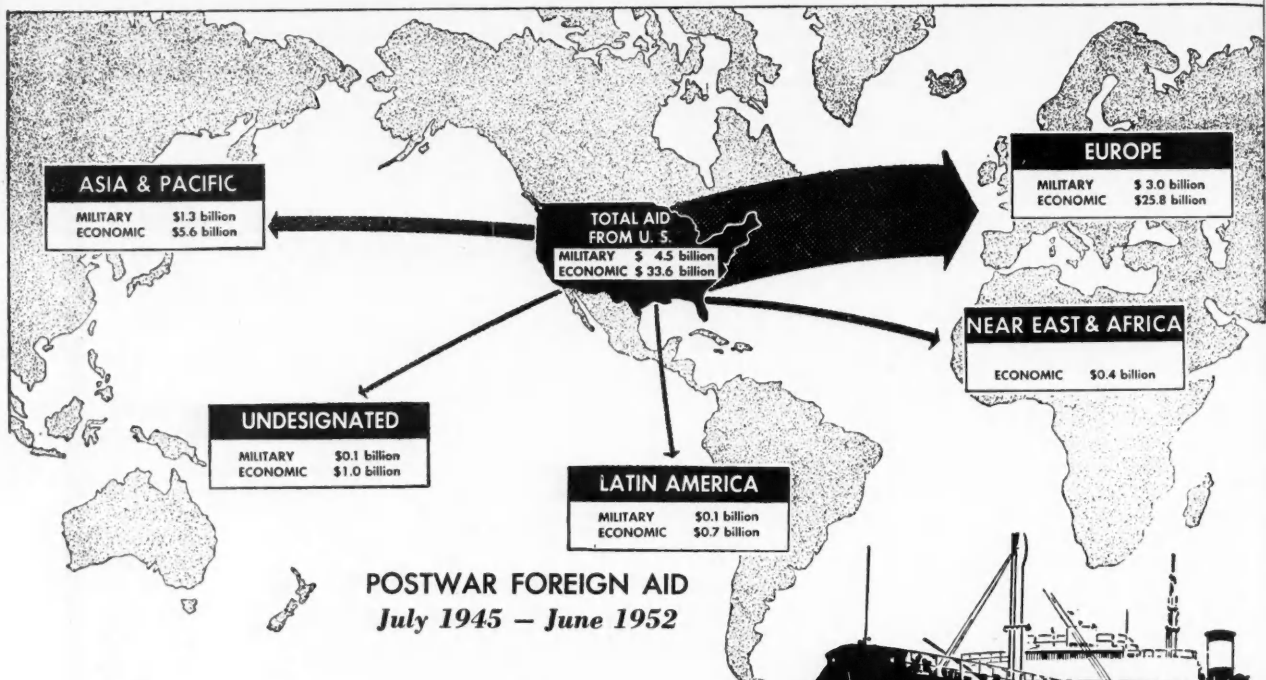 ASIA & PACIFIC
MILITARY $1.3 billion
ECONOMIC $5.6 billion
TOTAL AID
FROM U. S.
MILITARY $ 4.5 billion
ECONOMIC $ 33.6 billion
EUROPE
MILITARY $ 3.0 billion
ECONOMIC $25.8 billion
NEAR EAST & AFRICA
ECONOMIC $0.4 billion
UNDESIGNATED
MILITARY $0.1 billion
ECONOMIC $1.0 billion
LATIN AMERICA
MILITARY $0.1 billion
ECONOMIC $0.7 billion
POSTWAR FOREIGN AID
July 1945 — June 1952